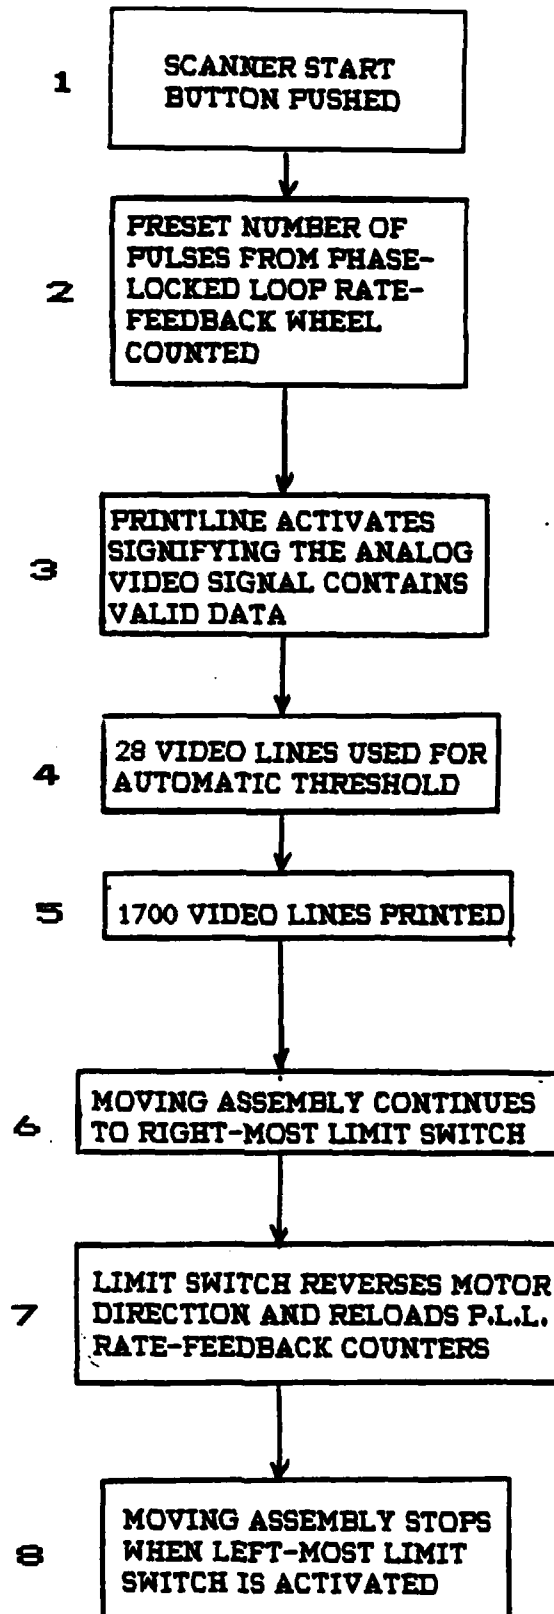 1
SCANNER START
BUTTON PUSHED
2
PRESET NUMBER OF
PULSES FROM PHASE-
LOCKED LOOP RATE-
FEEDBACK WHEEL
COUNTED
3
PRINTLINE ACTIVATES
SIGNIFYING THE ANALOG
VIDEO SIGNAL CONTAINS
VALID DATA
4
28 VIDEO LINES USED FOR
AUTOMATIC THRESHOLD
5
1700 VIDEO LINES PRINTED
6
MOVING ASSEMBLY CONTINUES
TO RIGHT-MOST LIMIT SWITCH
7
LIMIT SWITCH REVERSES MOTOR
DIRECTION AND RELOADS P.L.L.
RATE-FEEDBACK COUNTERS
8
MOVING ASSEMBLY STOPS
WHEN LEFT-MOST LIMIT
SWITCH IS ACTIVATED